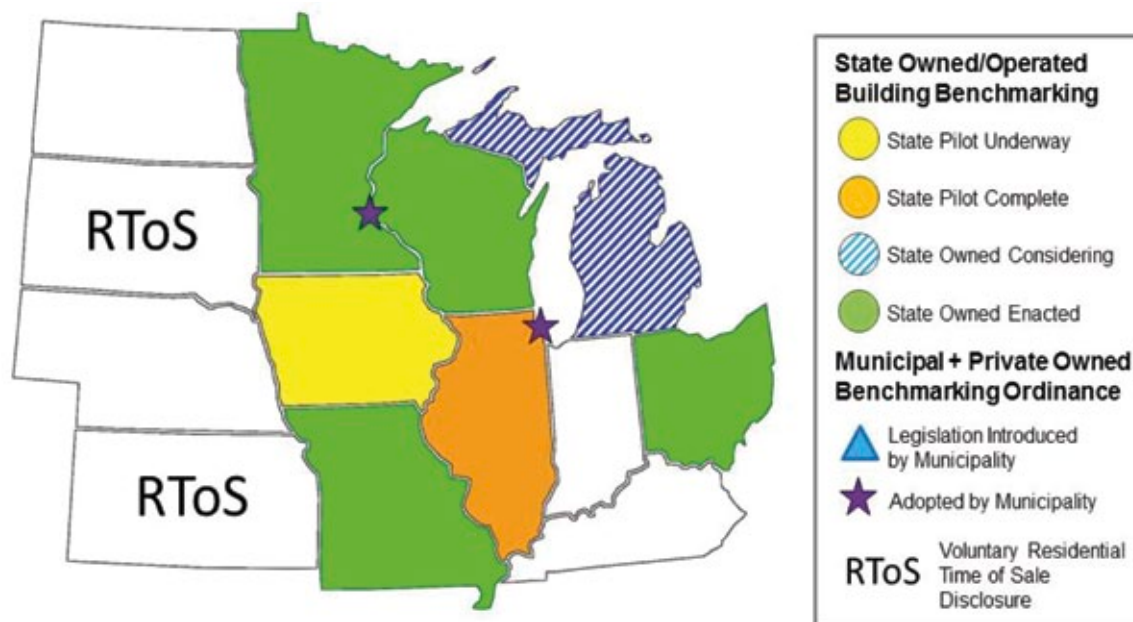 RToS
RToS
State Owned/Operated
Building Benchmarking
State Pilot Underway
State Pilot Complete
State Owned Considering
State Owned Enacted
Municipal + Private Owned
Benchmarking Ordinance
Legislation Introduced
by Municipality
Adopted by Municipality
RToS
Voluntary Residential
Time of Sale
Disclosure